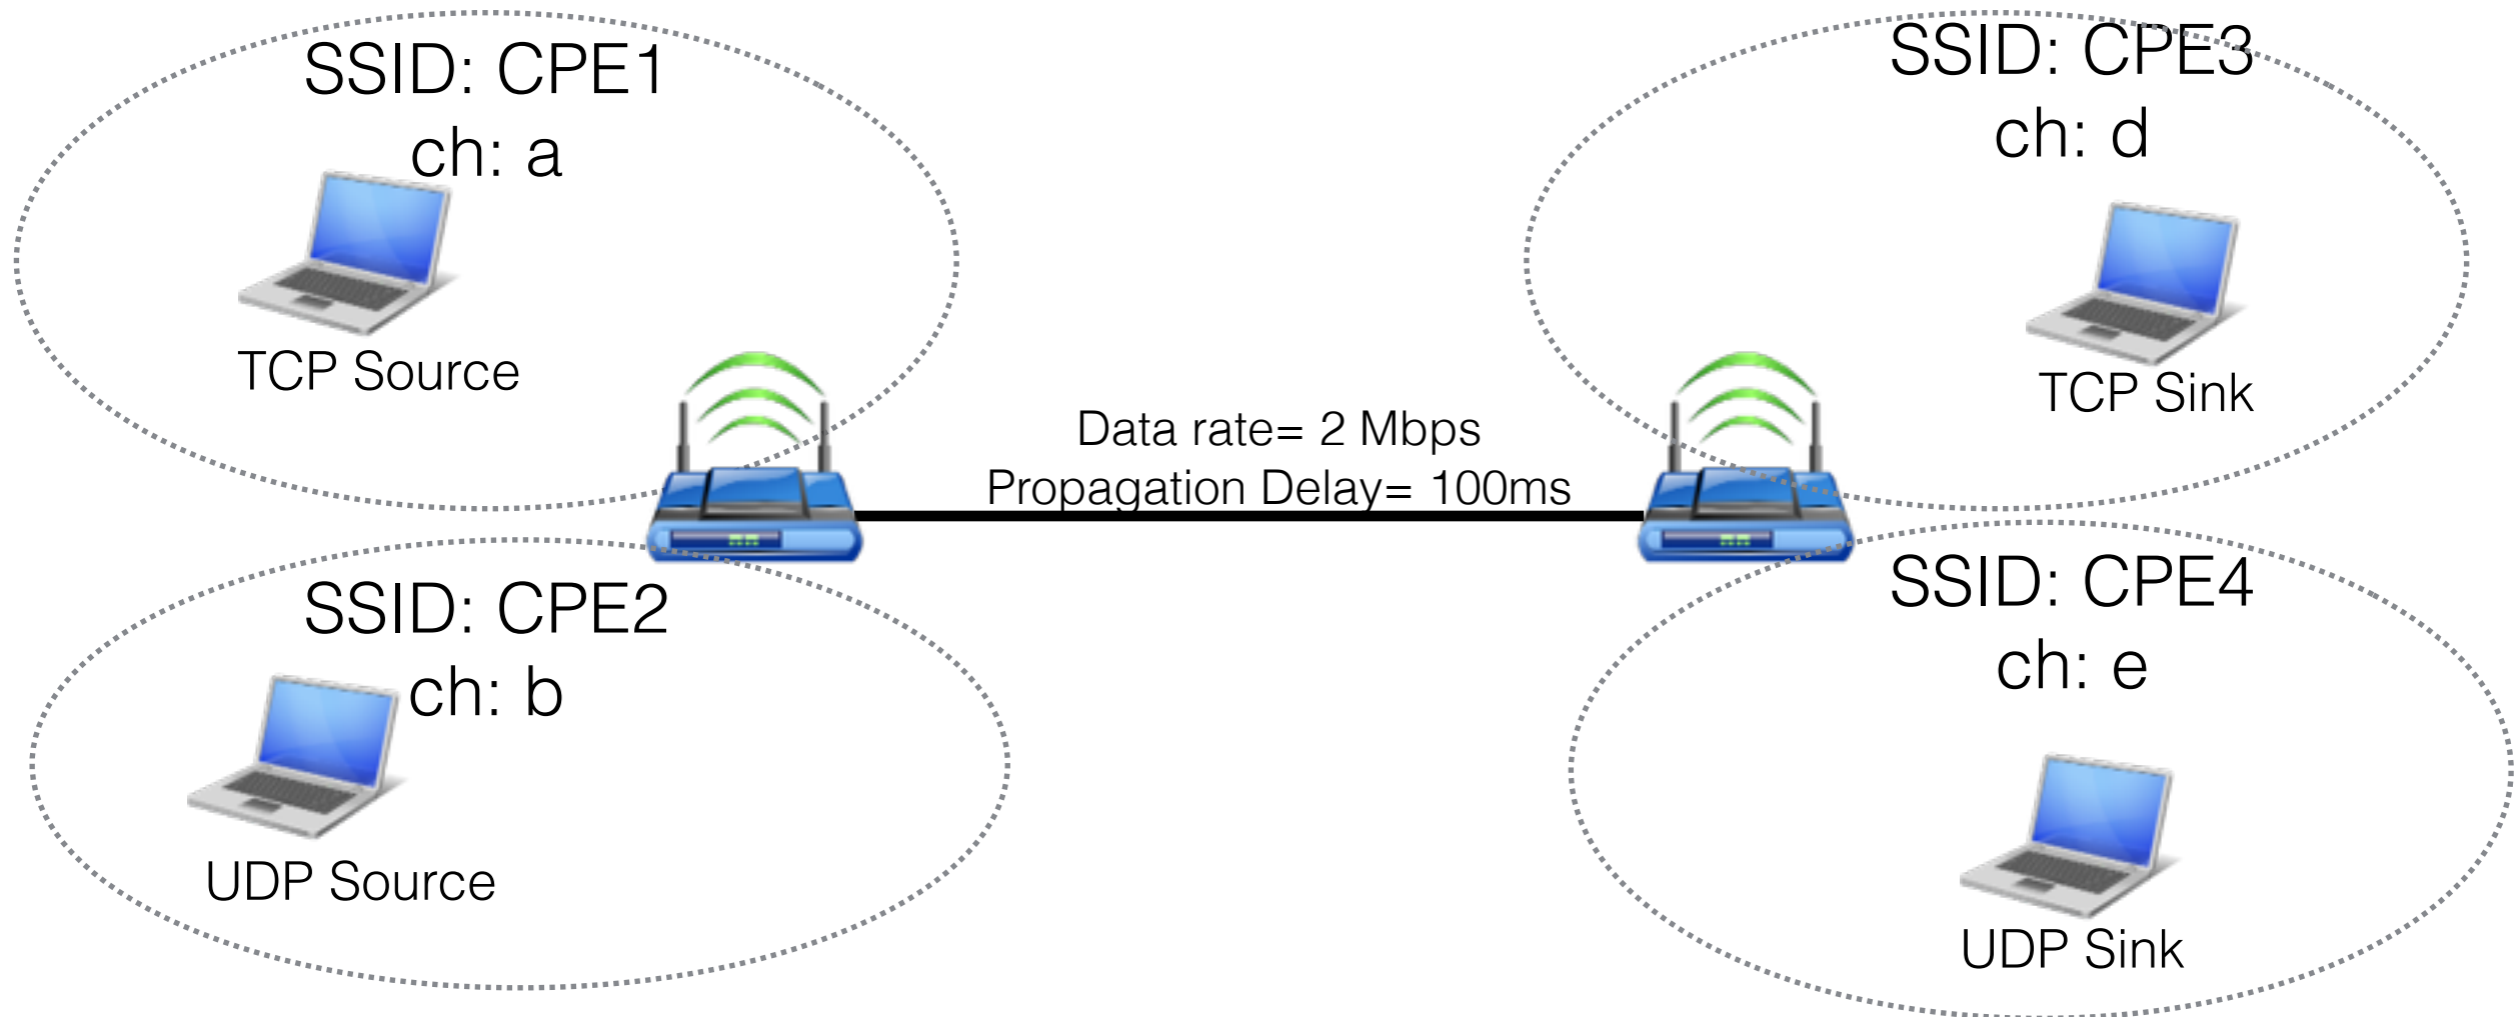 SSID: CPE1
ch: a
TCP Source
SSID: CPE3
ch: d
TCP Sink
Data rate= 2 Mbps
Propagation Delay= 100ms
SSID: CPE2
ch: b
UDP Source
SSID: CPE4
ch: e
UDP Sink